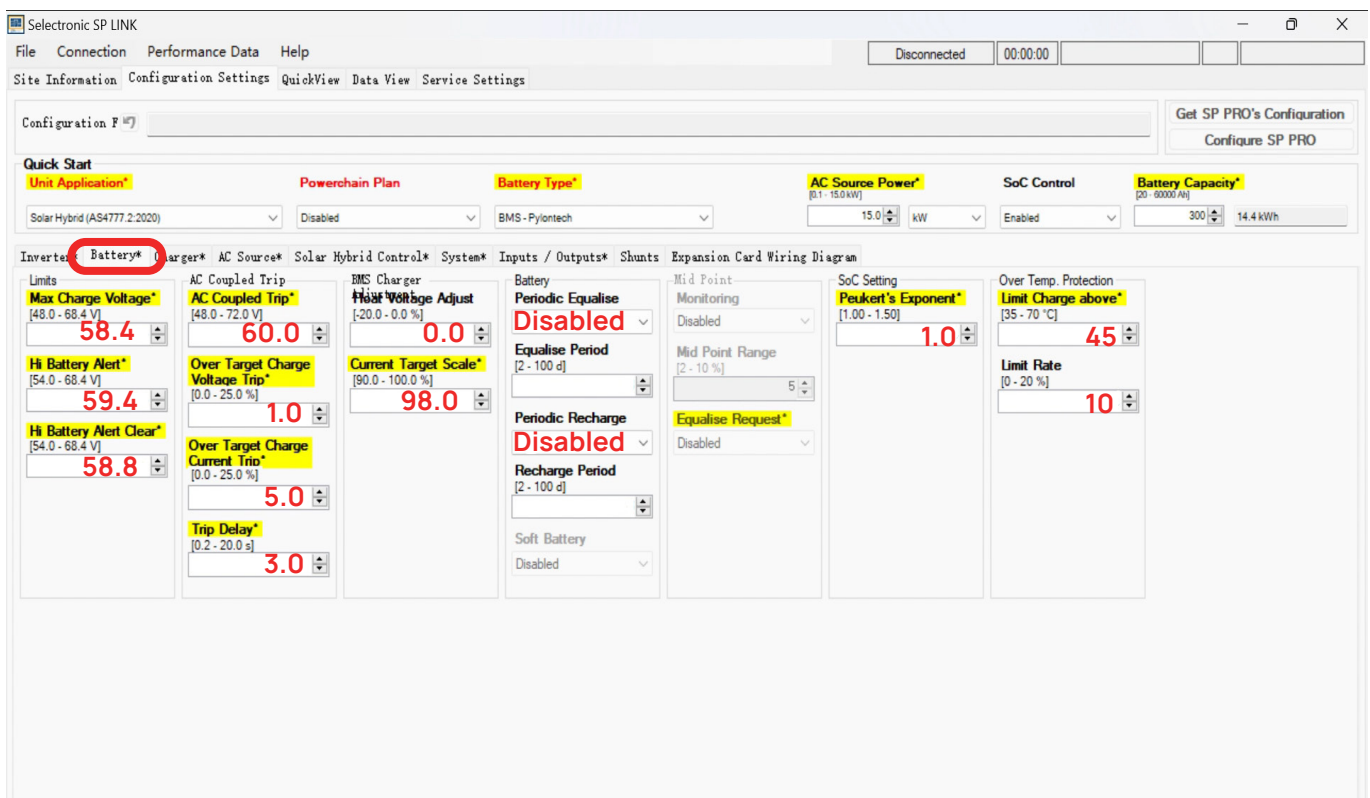 Selectronic SP LINK
File Connection Performance Data Help
Disconnected 00:00:00
Site Information Configuration Settings QuickView Data View Service Settings
Configuration F
Get SP PRO's Configuration
Configure SP PRO
Quick Start
Unit Application* Powerchain Plan Battery Type* AC Source Power* SoC Control Battery Capacity*
[0.1 - 15.0 kW] [20 - 60000 Ah]
Solar Hybrid (AS4777.2:2020) Disabled BMS - Pylontech 15.0 kW Enabled 300 14.4 kWh
Inverter* Battery* Charger* AC Source* Solar Hybrid Control* System* Inputs / Outputs* Shunts Expansion Card Wiring Diagram
Limits
Max Charge Voltage*
[48.0 - 68.4 V]
58.4
Hi Battery Alert*
[54.0 - 68.4 V]
59.4
Hi Battery Alert Clear*
[54.0 - 68.4 V]
58.8
AC Coupled Trip
AC Coupled Trip*
[48.0 - 72.0 V]
60.0
Over Target Charge
Voltage Trip*
[0.0 - 25.0 %]
1.0
Over Target Charge
Current Trip*
[0.0 - 25.0 %]
5.0
Trip Delay*
[0.2 - 20.0 s]
3.0
BMS Charger
Adjustment
Float Voltage Adjust
[-20.0 - 0.0 %]
0.0
Current Target Scale*
[90.0 - 100.0 %]
98.0
Battery
Periodic Equalise
Disabled
Equalise Period
[2 - 100 d]
Periodic Recharge
Disabled
Recharge Period
[2 - 100 d]
Soft Battery
Disabled
Mid Point
Monitoring
Disabled
Mid Point Range
[2 - 10 %]
5
Equalise Request*
Disabled
SoC Setting
Peukert's Exponent*
[1.00 - 1.50]
1.0
Over Temp. Protection
Limit Charge above*
[35 - 70 °C]
45
Limit Rate
[0 - 20 %]
10